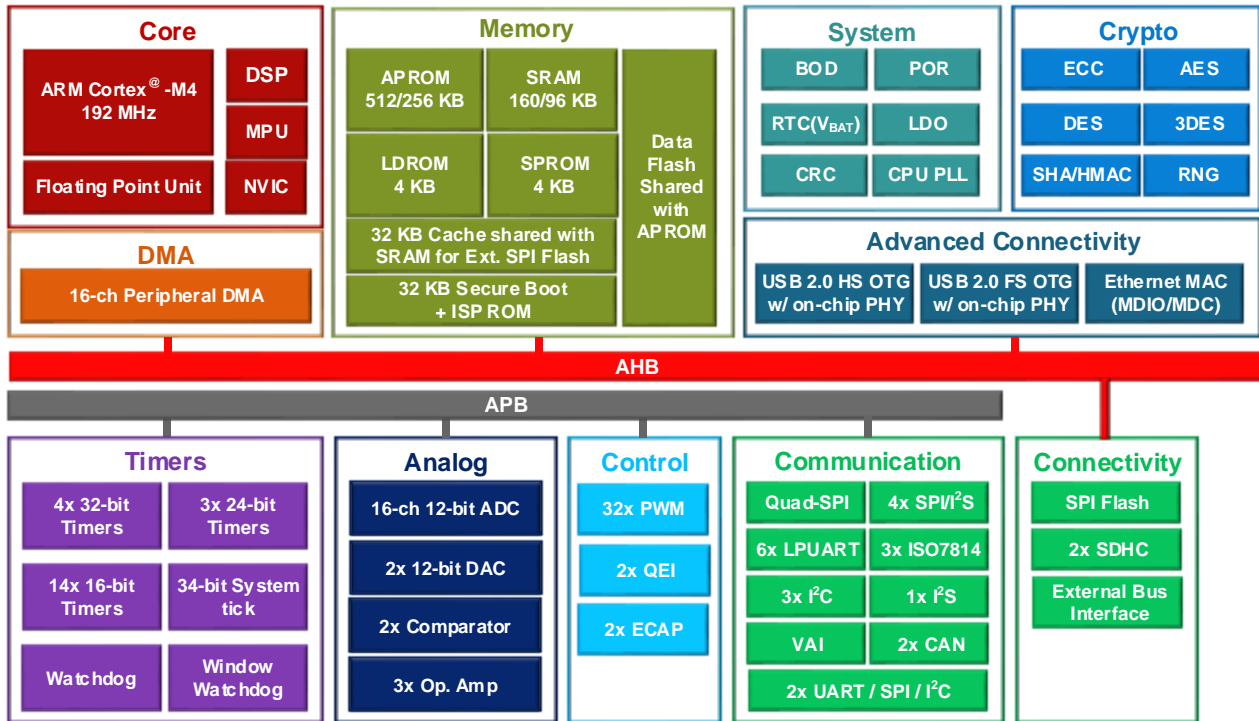 Core
ARM Cortex@ -M4
192 MHz
DSP
MPU
Floating Point Unit
NVIC
DMA
16-ch Peripheral DMA
Memory
APROM
512/256 KB
SRAM
160/96 KB
LDROM
4 KB
SPROM
4 KB
32 KB Cache shared with
SRAM for Ext. SPI Flash
32 KB Secure Boot
+ ISP ROM
Data
Flash
Shared
with
APROM
System
BOD
POR
RTC(VBAT)
LDO
CRC
CPU PLL
Crypto
ECC
AES
DES
3DES
SHA/HMAC
RNG
Advanced Connectivity
USB 2.0 HS OTG
w/ on-chip PHY
USB 2.0 FS OTG
w/ on-chip PHY
Ethernet MAC
(MDIO/MDC)
AHB
APB
Timers
4x 32-bit
Timers
3x 24-bit
Timers
14x 16-bit
Timers
34-bit System
tick
Watchdog
Window
Watchdog
Analog
16-ch 12-bit ADC
2x 12-bit DAC
2x Comparator
3x Op. Amp
Control
32x PWM
2x QEI
2x ECAP
Communication
Quad-SPI
4x SPI/I²S
6x LPUART
3x ISO7814
3x I²C
1x I²S
VAI
2x CAN
2x UART / SPI / I²C
Connectivity
SPI Flash
2x SDHC
External Bus
Interface